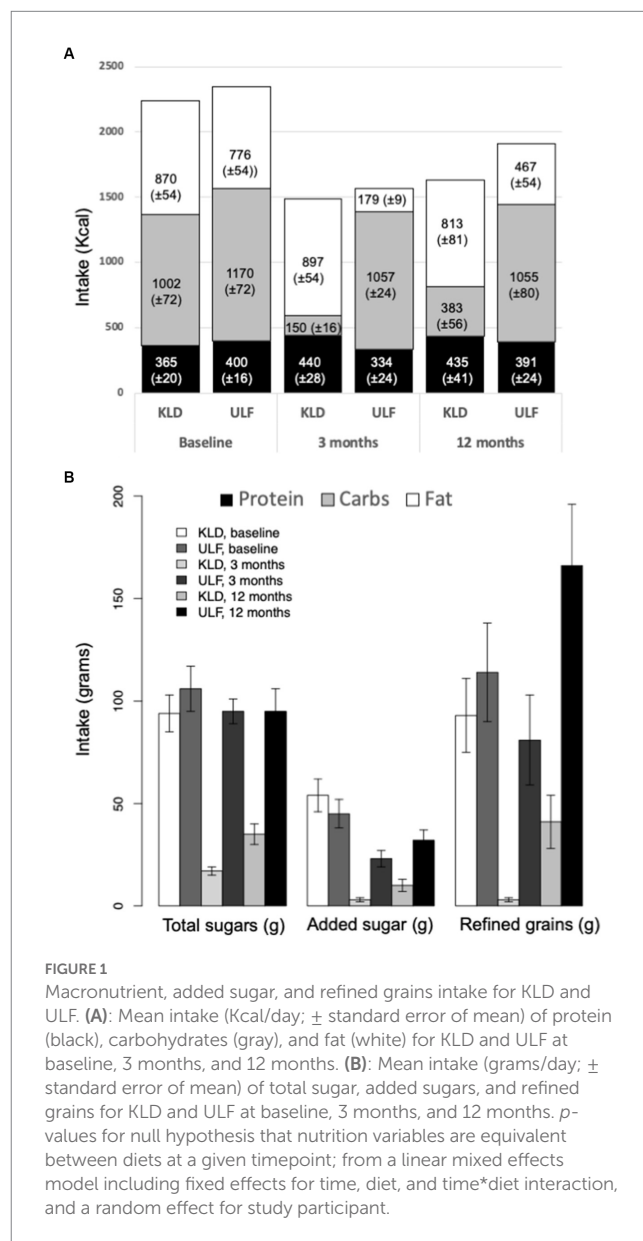 A
2500
2000
1500
1000
500
0
Intake (Kcal)
870
(±54)
1002
(±72)
365
(±20)
776
(±54))
1170
(±72)
400
(±16)
897
(±54)
150 (±16)
440
(±28)
179 (±9)
1057
(±24)
334
(±24)
813
(±81)
383
(±56)
435
(±41)
467
(±54)
1055
(±80)
391
(±24)
KLD ULF KLD ULF KLD ULF
Baseline 3 months 12 months
B
Protein Carbs Fat
KLD, baseline
ULF, baseline
KLD, 3 months
ULF, 3 months
KLD, 12 months
ULF, 12 months
200
150
100
50
0
Intake (grams)
Total sugars (g) Added sugar (g) Refined grains (g)
FIGURE 1
Macronutrient, added sugar, and refined grains intake for KLD and
ULF. (A): Mean intake (Kcal/day; ± standard error of mean) of protein
(black), carbohydrates (gray), and fat (white) for KLD and ULF at
baseline, 3 months, and 12 months. (B): Mean intake (grams/day; ±
standard error of mean) of total sugar, added sugars, and refined
grains for KLD and ULF at baseline, 3 months, and 12 months. p-
values for null hypothesis that nutrition variables are equivalent
between diets at a given timepoint; from a linear mixed effects
model including fixed effects for time, diet, and time*diet interaction,
and a random effect for study participant.